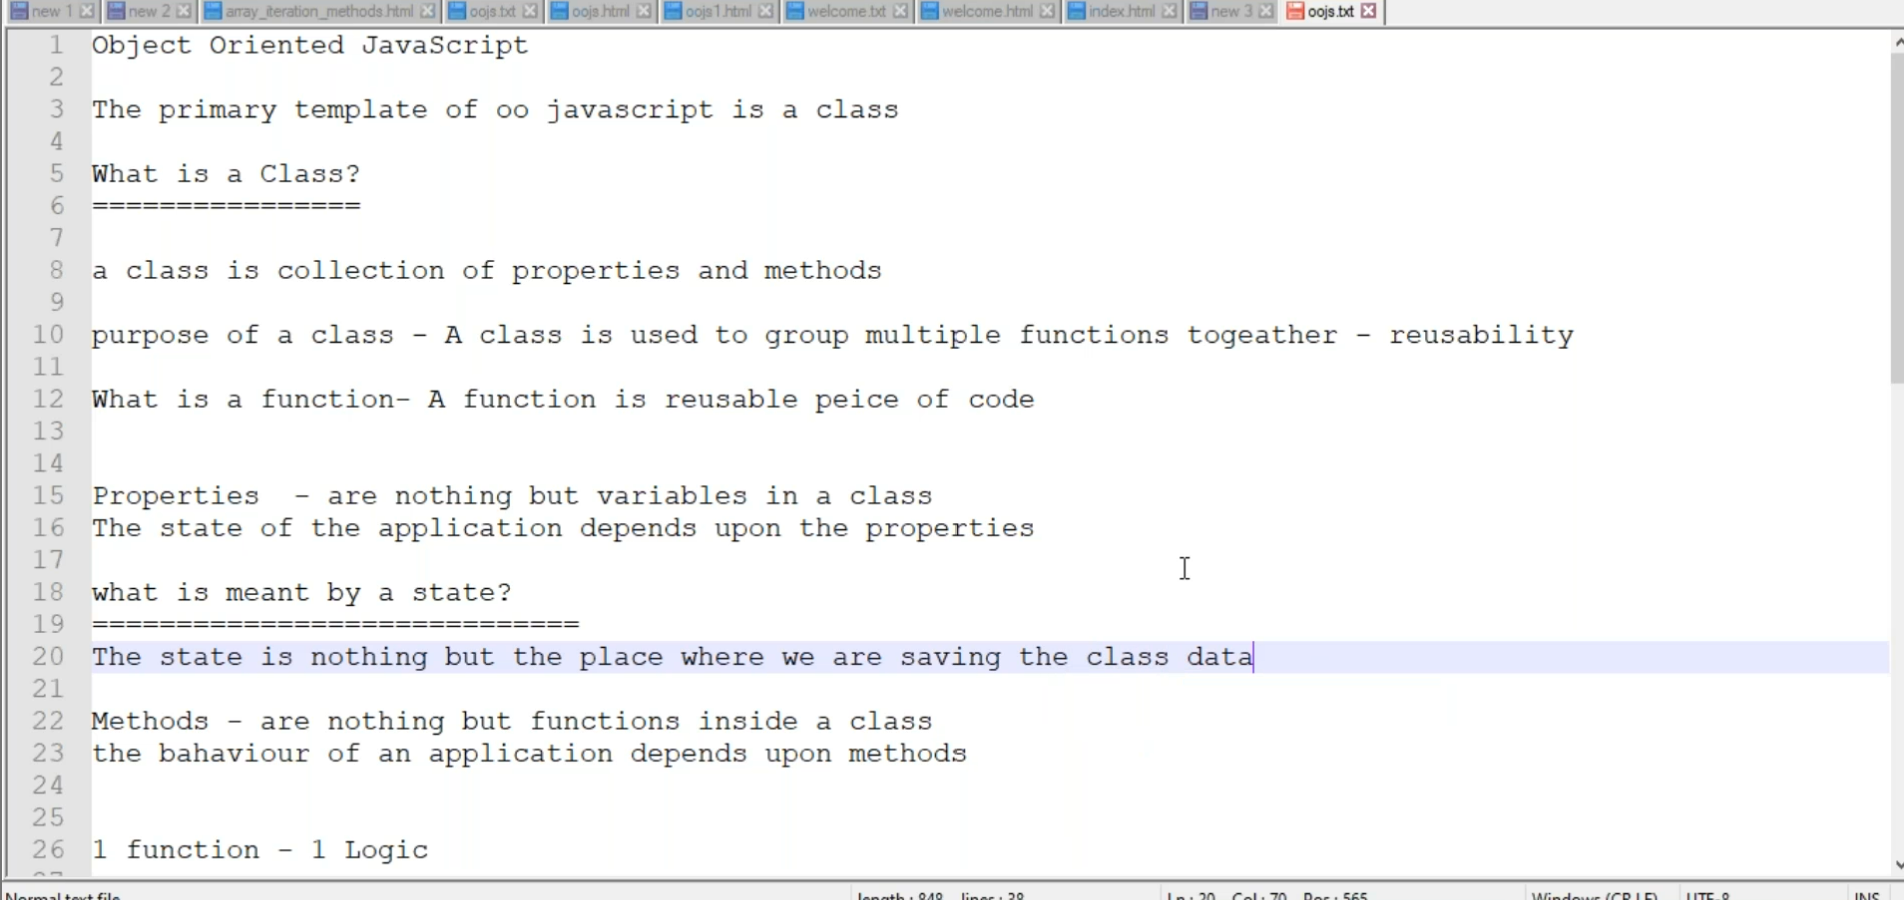 new 1 new 2 array_iteration_methods.html oojs.txt oojs.html oojs1.html welcome.txt welcome.html index.html new 3 oojs.txt
1 Object Oriented JavaScript
2
3 The primary template of oo javascript is a class
4
5 What is a Class?
6 ================
7
8 a class is collection of properties and methods
9
10 purpose of a class - A class is used to group multiple functions togeather - reusability
11
12 What is a function- A function is reusable peice of code
13
14
15 Properties  - are nothing but variables in a class
16 The state of the application depends upon the properties
17
18 what is meant by a state?
19 =============================
20 The state is nothing but the place where we are saving the class data
21
22 Methods - are nothing but functions inside a class
23 the bahaviour of an application depends upon methods
24
25
26 1 function - 1 Logic
27
Normal text file length : 848 lines : 38 Ln : 20 Col : 70 Pos : 565 Windows (CR LF) UTF-8 INS